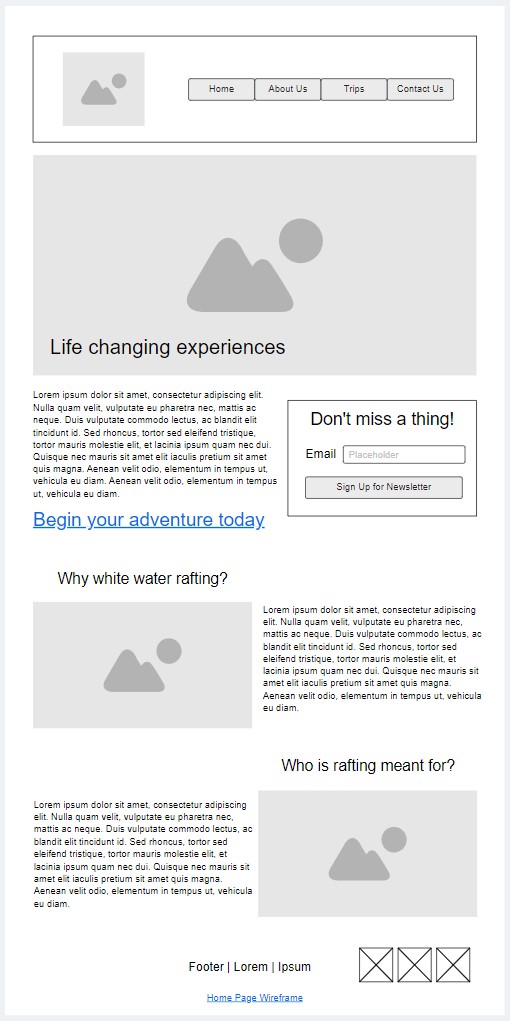 Home
About Us
Trips
Contact Us
Life changing experiences
Lorem ipsum dolor sit amet, consectetur adipiscing elit.
Nulla quam velit, vulputate eu pharetra nec, mattis ac
neque. Duis vulputate commodo lectus, ac blandit elit
tincidunt id. Sed rhoncus, tortor sed eleifend tristique,
tortor mauris molestie elit, et lacinia ipsum quam nec dui.
Quisque nec mauris sit amet elit iaculis pretium sit amet
quis magna. Aenean velit odio, elementum in tempus ut,
vehicula eu diam. Aenean velit odio, elementum in tempus
ut, vehicula eu diam.
Begin your adventure today
Don't miss a thing!
Email
Placeholder
Sign Up for Newsletter
Why white water rafting?
Lorem ipsum dolor sit amet, consectetur adipiscing
elit. Nulla quam velit, vulputate eu pharetra nec,
mattis ac neque. Duis vulputate commodo lectus, ac
blandit elit tincidunt id. Sed rhoncus, tortor sed
eleifend tristique, tortor mauris molestie elit, et
lacinia ipsum quam nec dui. Quisque nec mauris sit
amet elit iaculis pretium sit amet quis magna.
Aenean velit odio, elementum in tempus ut, vehicula
eu diam.
Who is rafting meant for?
Lorem ipsum dolor sit amet, consectetur adipiscing
elit. Nulla quam velit, vulputate eu pharetra nec,
mattis ac neque. Duis vulputate commodo lectus, ac
blandit elit tincidunt id. Sed rhoncus, tortor sed
eleifend tristique, tortor mauris molestie elit, et
lacinia ipsum quam nec dui. Quisque nec mauris sit
amet elit iaculis pretium sit amet quis magna.
Aenean velit odio, elementum in tempus ut, vehicula
eu diam.
Footer | Lorem | Ipsum
Home Page Wireframe